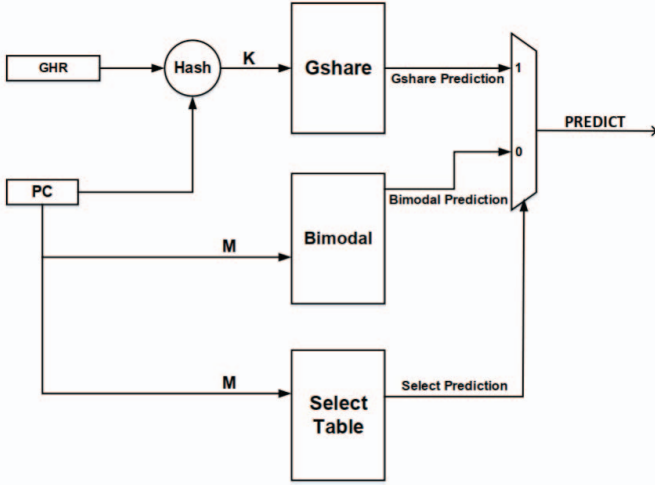 GHR
Hash
K
Gshare
Gshare Prediction
1
PREDICT
0
PC
Bimodal
Bimodal Prediction
M
M
Select
Table
Select Prediction